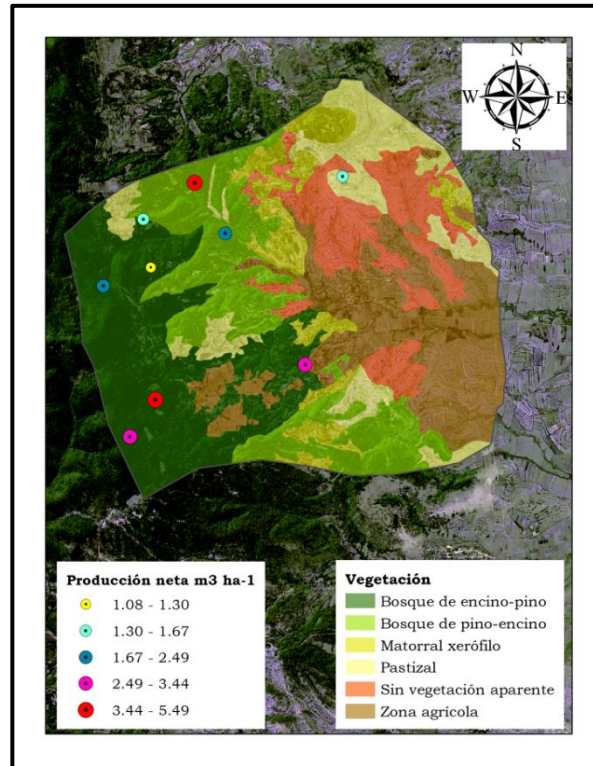 N
W E
S
Producción neta m3 ha-1
1.08 - 1.30
1.30 - 1.67
1.67 - 2.49
2.49 - 3.44
3.44 - 5.49
Vegetación
Bosque de encino-pino
Bosque de pino-encino
Matorral xerófilo
Pastizal
Sin vegetación aparente
Zona agrícola